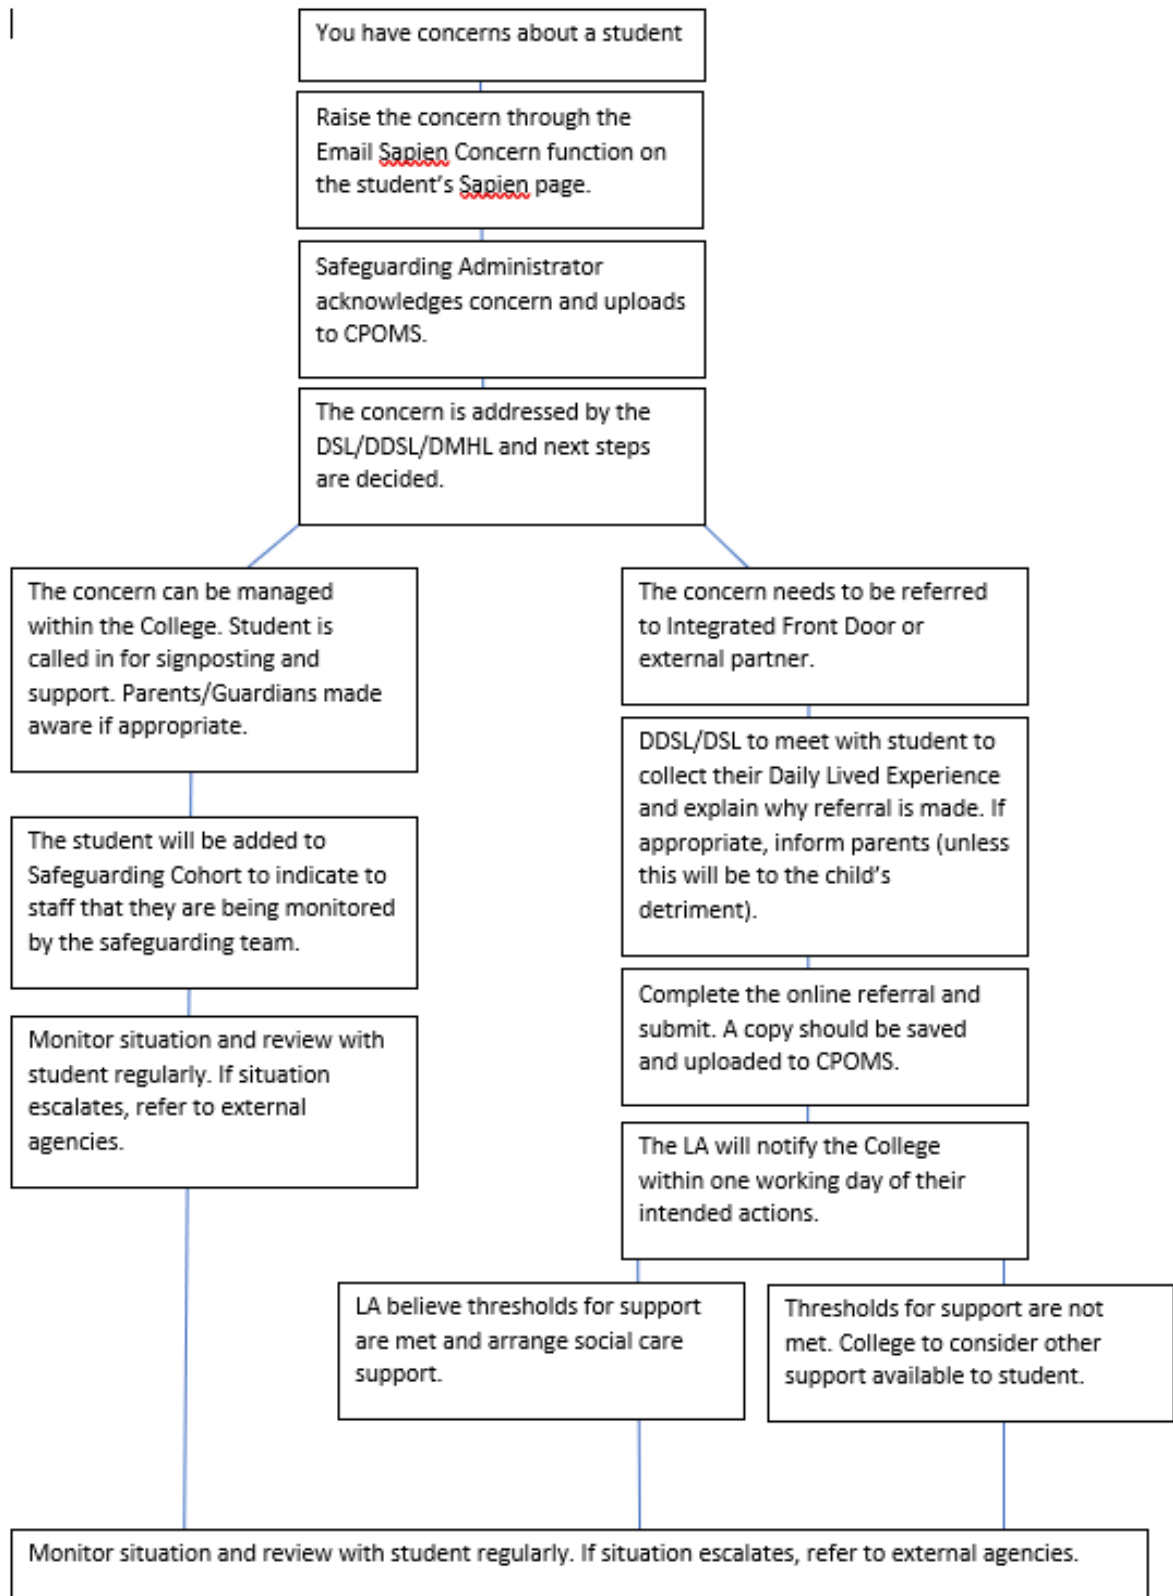 You have concerns about a student
Raise the concern through the
Email Sapien Concern function on
the student's Sapien page.
Safeguarding Administrator
acknowledges concern and uploads
to CPOMS.
The concern is addressed by the
DSL/DDSL/DMHL and next steps
are decided.
The concern can be managed
within the College. Student is
called in for signposting and
support. Parents/Guardians made
aware if appropriate.
The student will be added to
Safeguarding Cohort to indicate to
staff that they are being monitored
by the safeguarding team.
Monitor situation and review with
student regularly. If situation
escalates, refer to external
agencies.
The concern needs to be referred
to Integrated Front Door or
external partner.
DDSL/DSL to meet with student to
collect their Daily Lived Experience
and explain why referral is made. If
appropriate, inform parents (unless
this will be to the child's
detriment).
Complete the online referral and
submit. A copy should be saved
and uploaded to CPOMS.
The LA will notify the College
within one working day of their
intended actions.
LA believe thresholds for support
are met and arrange social care
support.
Thresholds for support are not
met. College to consider other
support available to student.
Monitor situation and review with student regularly. If situation escalates, refer to external agencies.